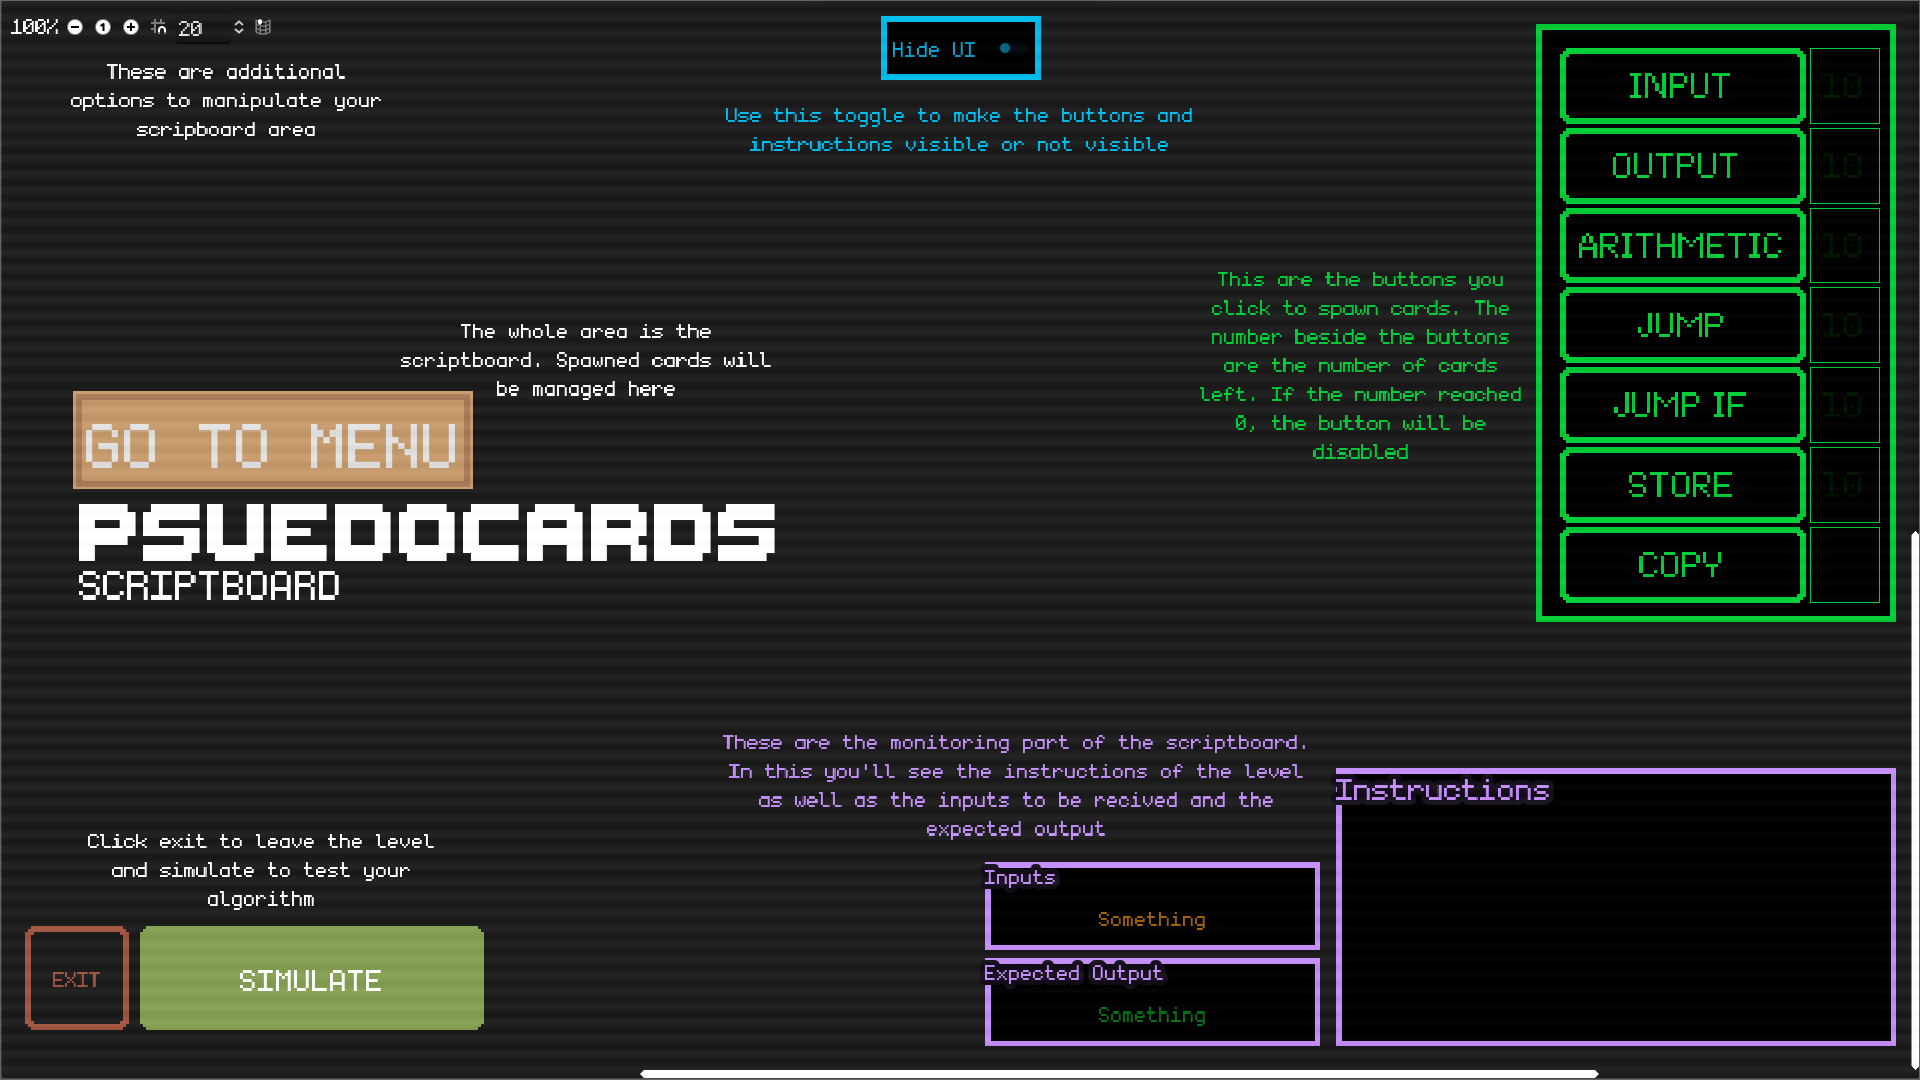 100%
20
These are additional
options to manipulate your
scripboard area
Hide UI
Use this toggle to make the buttons and
instructions visible or not visible
INPUT 10
OUTPUT 10
ARITHMETIC 10
JUMP 10
JUMP IF 10
STORE 10
COPY
This are the buttons you
click to spawn cards. The
number beside the buttons
are the number of cards
left. If the number reached
0, the button will be
disabled
The whole area is the
scriptboard. Spawned cards will
be managed here
GO TO MENU
PSUEDOCARDS
SCRIPTBOARD
These are the monitoring part of the scriptboard.
In this you'll see the instructions of the level
as well as the inputs to be recived and the
expected output
Instructions
Inputs
Something
Expected Output
Something
Click exit to leave the level
and simulate to test your
algorithm
EXIT
SIMULATE